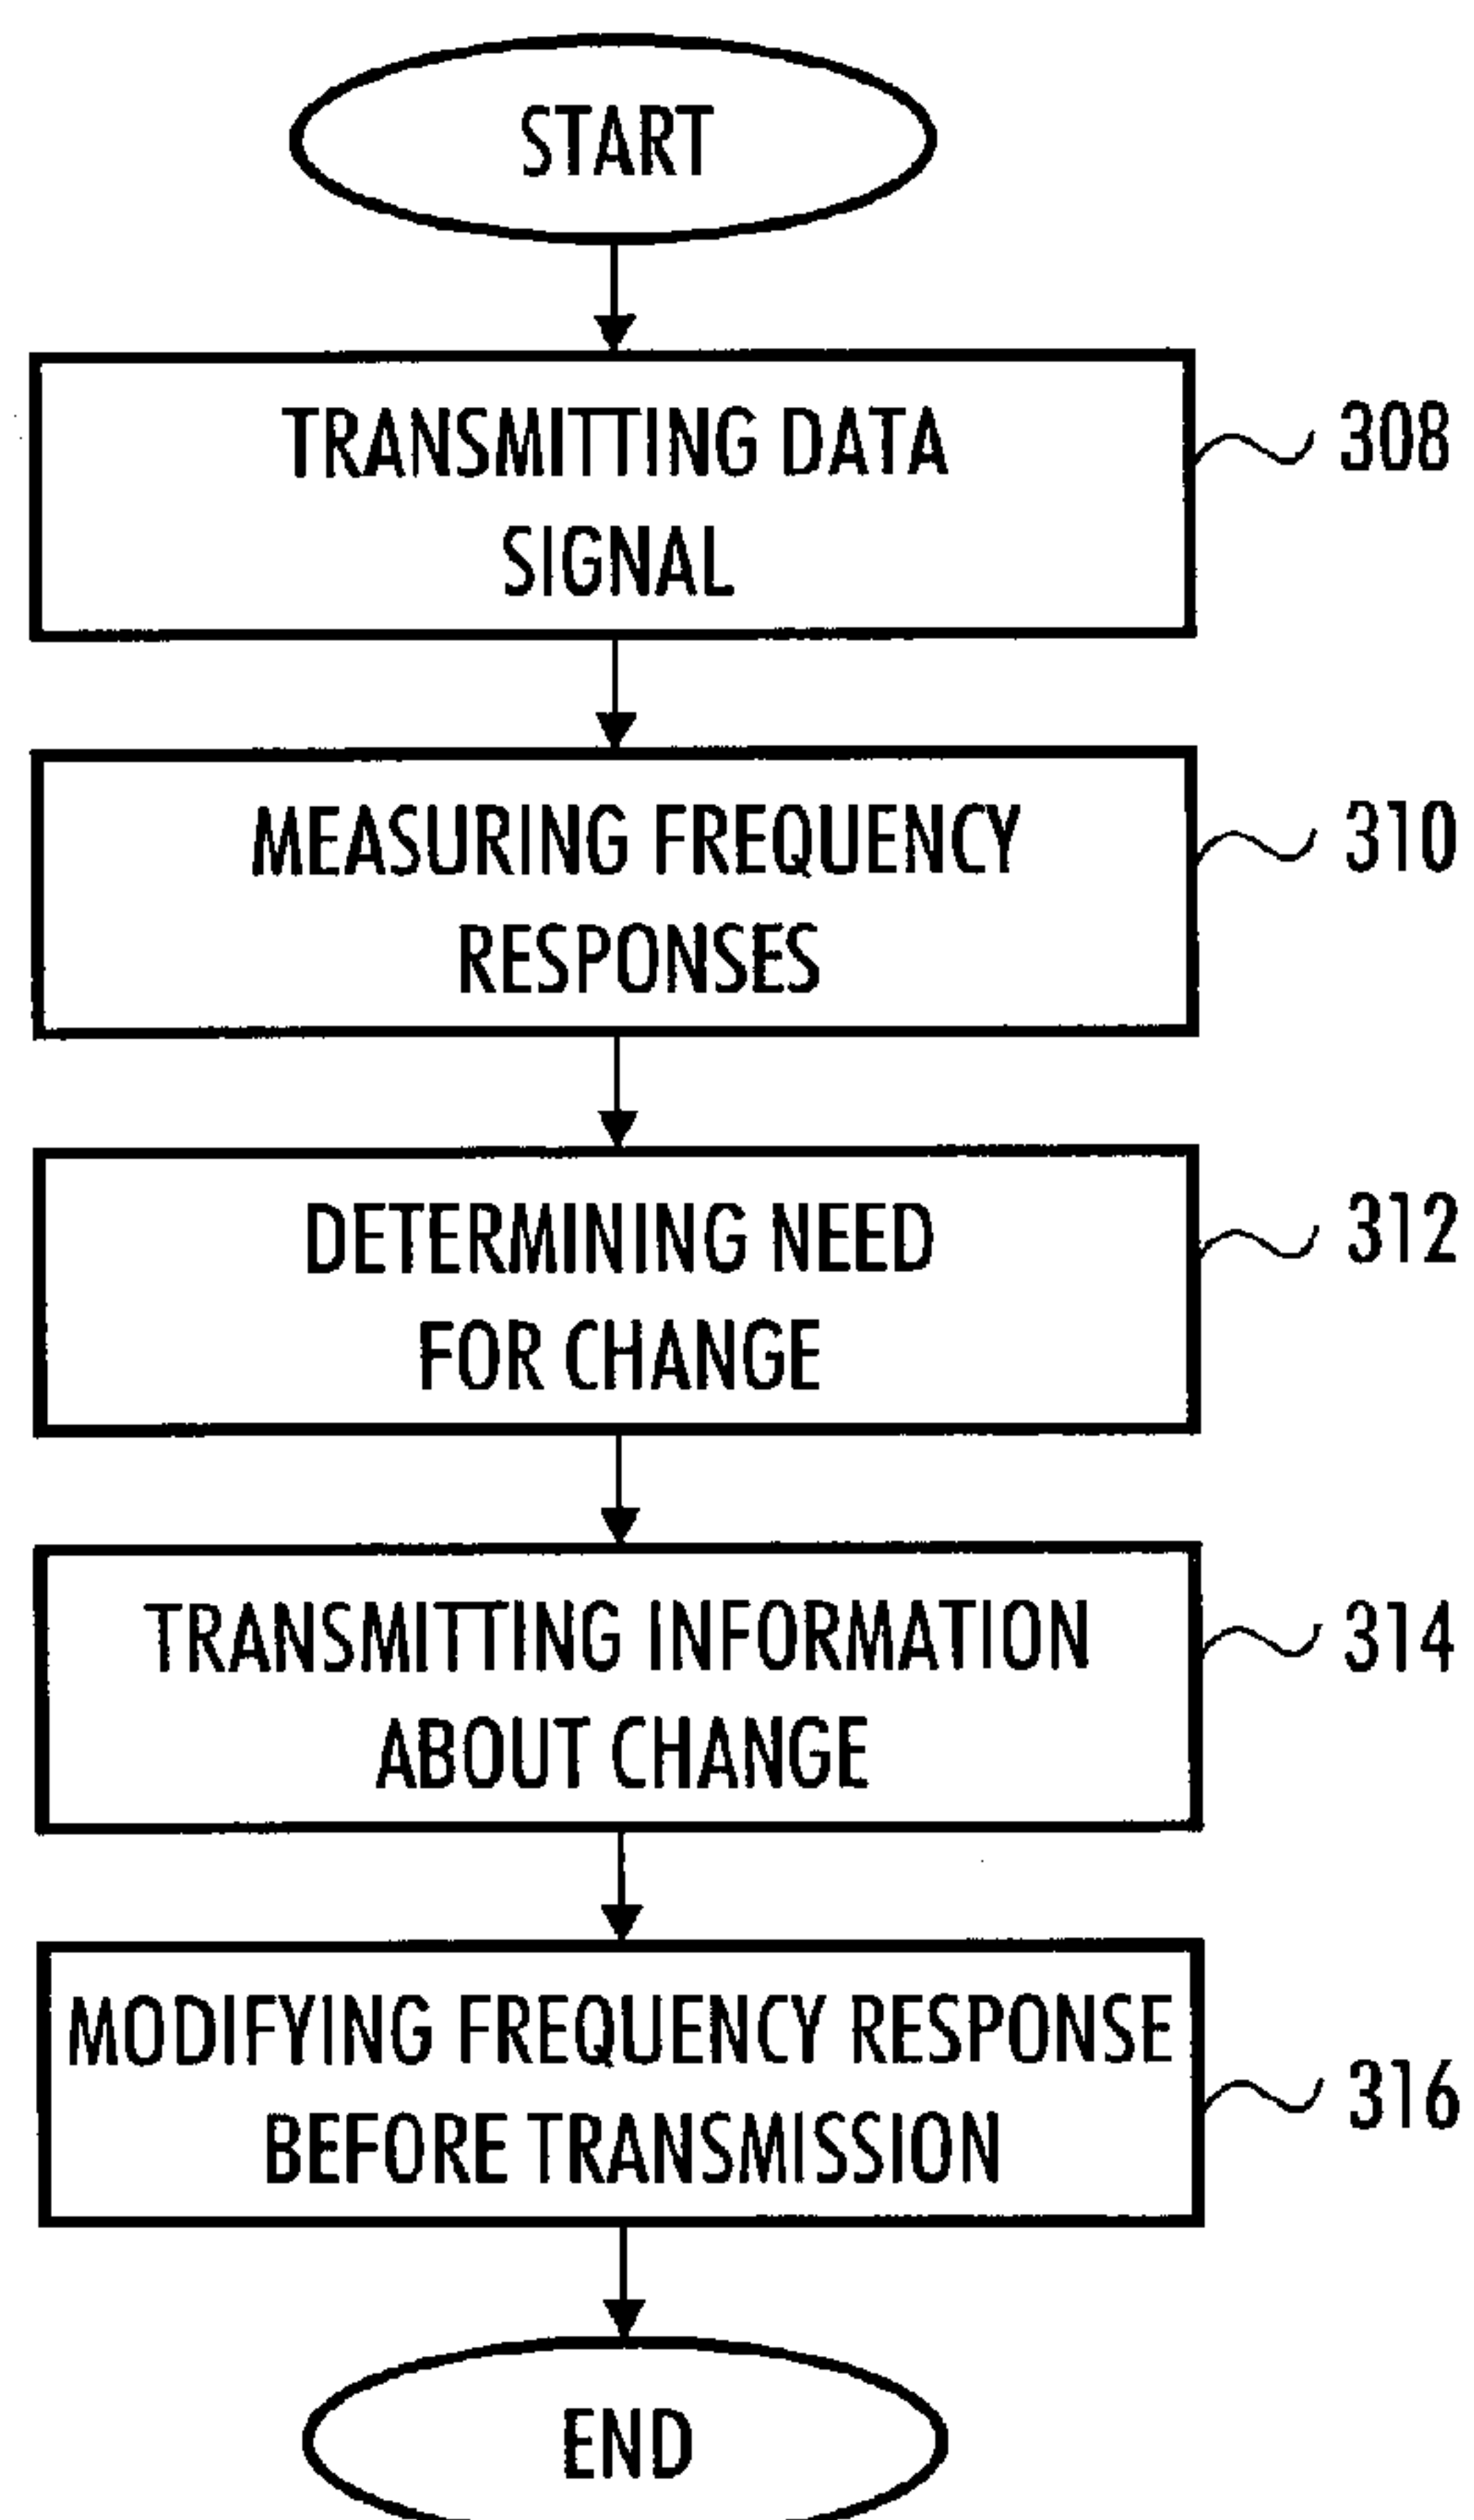 START
TRANSMITTING DATA
SIGNAL
308
MEASURING FREQUENCY
RESPONSES
310
DETERMINING NEED
FOR CHANGE
312
TRANSMITTING INFORMATION
ABOUT CHANGE
314
MODIFYING FREQUENCY RESPONSE
BEFORE TRANSMISSION
316
END